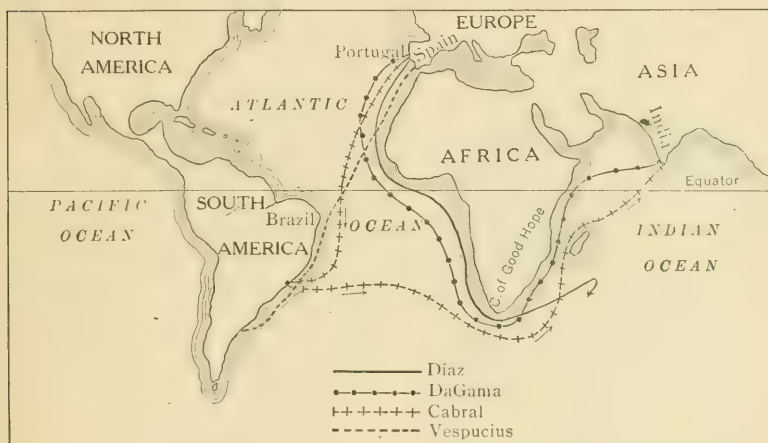 NORTH
AMERICA
EUROPE
Portugal
Spain
ATLANTIC
ASIA
India
AFRICA
Equator
PACIFIC
OCEAN
SOUTH
AMERICA
Brazil
OCEAN
C. of Good Hope
INDIAN
OCEAN
Diaz
DaGama
Cabral
Vespucius